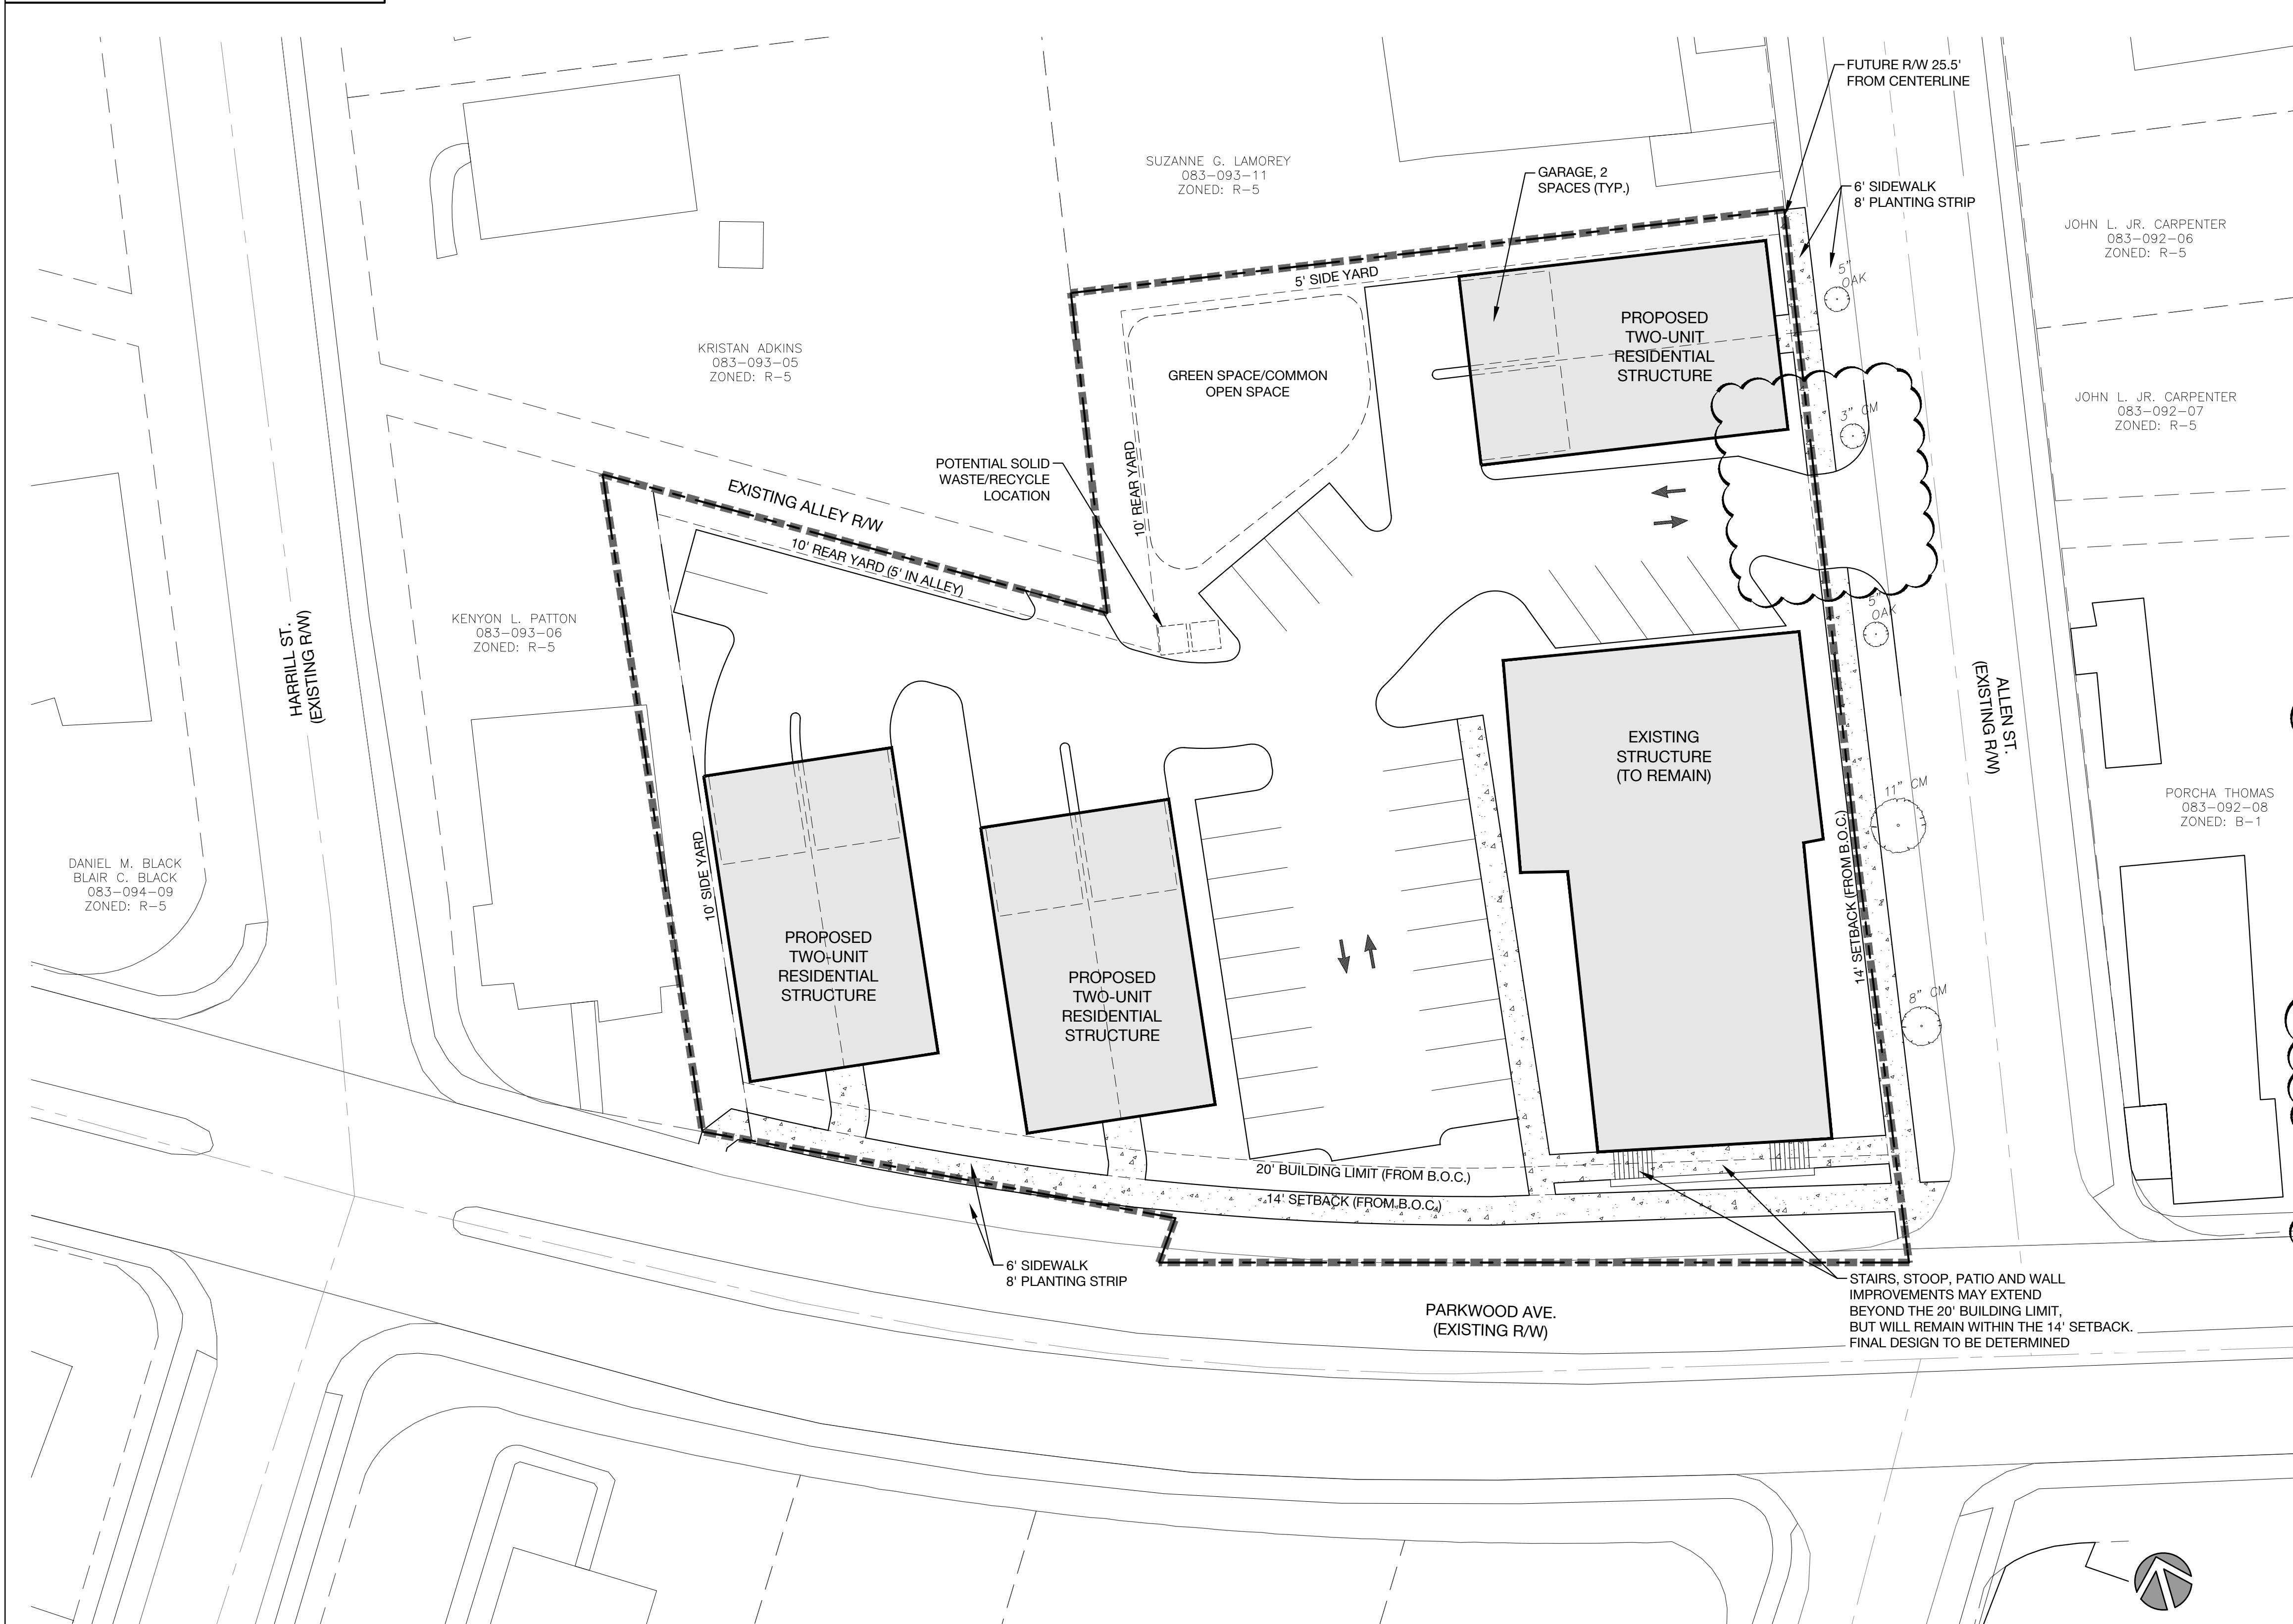 FUTURE R/W 25.5'
FROM CENTERLINE
SUZANNE G. LAMOREY
083-093-11
ZONED: R-5
GARAGE, 2
SPACES (TYP.)
6' SIDEWALK
8' PLANTING STRIP
JOHN L. JR. CARPENTER
083-092-06
ZONED: R-5
5' SIDE YARD
5"
OAK
PROPOSED
TWO-UNIT
RESIDENTIAL
STRUCTURE
KRISTAN ADKINS
083-093-05
ZONED: R-5
GREEN SPACE/COMMON
OPEN SPACE
JOHN L. JR. CARPENTER
083-092-07
ZONED: R-5
3" CM
POTENTIAL SOLID
WASTE/RECYCLE
LOCATION
10' REAR YARD
EXISTING ALLEY R/W
10' REAR YARD (5' IN ALLEY)
5"
OAK
KENYON L. PATTON
083-093-06
ZONED: R-5
HARRILL ST.
(EXISTING R/W)
ALLEN ST.
(EXISTING R/W)
EXISTING
STRUCTURE
(TO REMAIN)
11" CM
PORCHA THOMAS
083-092-08
ZONED: B-1
DANIEL M. BLACK
BLAIR C. BLACK
083-094-09
ZONED: R-5
10' SIDE YARD
14' SETBACK (FROM B.O.C.)
PROPOSED
TWO-UNIT
RESIDENTIAL
STRUCTURE
PROPOSED
TWO-UNIT
RESIDENTIAL
STRUCTURE
8" CM
20' BUILDING LIMIT (FROM B.O.C.)
14' SETBACK (FROM B.O.C.)
6' SIDEWALK
8' PLANTING STRIP
STAIRS, STOOP, PATIO AND WALL
IMPROVEMENTS MAY EXTEND
BEYOND THE 20' BUILDING LIMIT,
BUT WILL REMAIN WITHIN THE 14' SETBACK.
FINAL DESIGN TO BE DETERMINED
PARKWOOD AVE.
(EXISTING R/W)